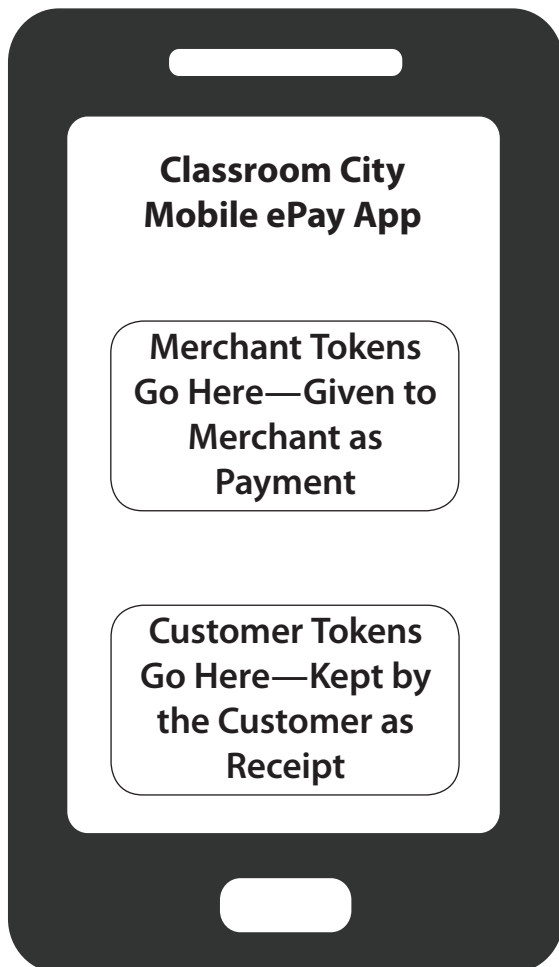 Classroom City
Mobile ePay App
Merchant Tokens
Go Here—Given to
Merchant as
Payment
Customer Tokens
Go Here—Kept by
the Customer as
Receipt